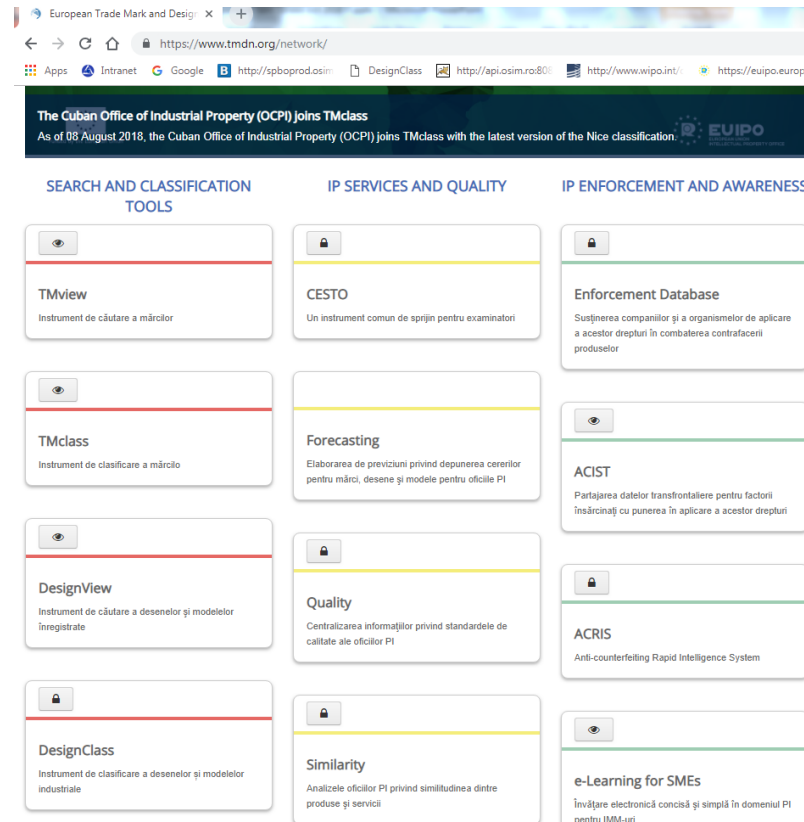 European Trade Mark and Desig
https://www.tmdn.org/network/
Apps Intranet Google http://spboprod.osim DesignClass http://api.osim.ro:808 http://www.wipo.int/ https://euipo.europ
The Cuban Office of Industrial Property (OCPI) joins TMclass
As of 08 August 2018, the Cuban Office of Industrial Property (OCPI) joins TMclass with the latest version of the Nice classification.
EUIPO
SEARCH AND CLASSIFICATION
TOOLS
TMview
Instrument de căutare a mărcilor
TMclass
Instrument de clasificare a mărcilo
DesignView
Instrument de căutare a desenelor și modelelor
înregistrate
DesignClass
Instrument de clasificare a desenelor și modelelor
industriale
IP SERVICES AND QUALITY
CESTO
Un instrument comun de sprijin pentru examinatori
Forecasting
Elaborarea de previziuni privind depunerea cererilor
pentru mărci, desene și modele pentru oficiile PI
Quality
Centralizarea informațiilor privind standardele de
calitate ale oficiilor PI
Similarity
Analizele oficiilor PI privind similitudinea dintre
produse și servicii
IP ENFORCEMENT AND AWARENESS
Enforcement Database
Susținerea companiilor și a organismelor de aplicare
a acestor drepturi în combaterea contrafacerii
produselor
ACIST
Partajarea datelor transfrontaliere pentru factorii
însărcinați cu punerea în aplicare a acestor drepturi
ACRIS
Anti-counterfeiting Rapid Intelligence System
e-Learning for SMEs
Învățare electronică concisă și simplă în domeniul PI
pentru IMM-uri